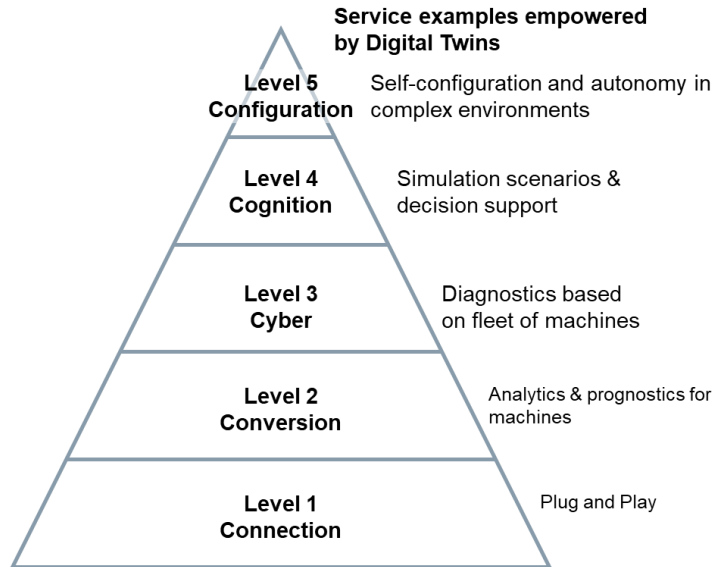 Service examples empowered
by Digital Twins
Level 5
Configuration
Self-configuration and autonomy in
complex environments
Level 4
Cognition
Simulation scenarios &
decision support
Level 3
Cyber
Diagnostics based
on fleet of machines
Level 2
Conversion
Analytics & prognostics for
machines
Level 1
Connection
Plug and Play